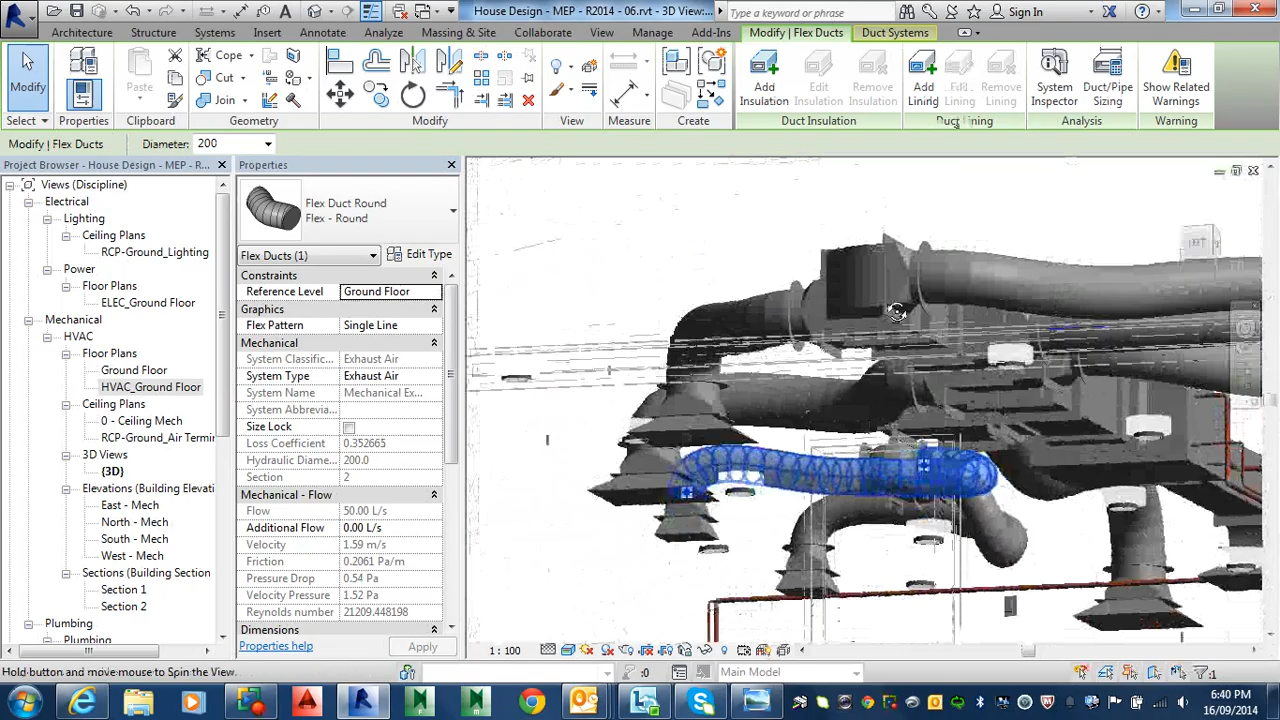 House Design - MEP - R2014 - 06.rvt - 3D View:...
Type a keyword or phrase
Sign In
Architecture
Structure
Systems
Insert
Annotate
Analyze
Massing & Site
Collaborate
View
Manage
Add-Ins
Modify | Flex Ducts
Duct Systems
Modify
Paste
Cope
Cut
Join
Add Insulation
Edit Insulation
Remove Insulation
Add Lining
Edit Lining
Remove Lining
System Inspector
Duct/Pipe Sizing
Show Related Warnings
Select
Properties
Clipboard
Geometry
Modify
View
Measure
Create
Duct Insulation
Duct Lining
Analysis
Warning
Modify | Flex Ducts
Diameter:
200
Project Browser - House Design - MEP - R...
Views (Discipline)
Electrical
Lighting
Ceiling Plans
RCP-Ground_Lighting
Power
Floor Plans
ELEC_Ground Floor
Mechanical
HVAC
Floor Plans
Ground Floor
HVAC_Ground Floor
Ceiling Plans
0 - Ceiling Mech
RCP-Ground_Air Termin
3D Views
(3D)
Elevations (Building Elevati
East - Mech
North - Mech
South - Mech
West - Mech
Sections (Building Section
Section 1
Section 2
Plumbing
Plumbing
Properties
Flex Duct Round
Flex - Round
Flex Ducts (1)
Edit Type
Constraints
Reference Level Ground Floor
Graphics
Flex Pattern Single Line
Mechanical
System Classific... Exhaust Air
System Type Exhaust Air
System Name Mechanical Ex...
System Abbrevia...
Size Lock
Loss Coefficient 0.352665
Hydraulic Diame... 200.0
Section 2
Mechanical - Flow
Flow 50.00 L/s
Additional Flow 0.00 L/s
Velocity 1.59 m/s
Friction 0.2061 Pa/m
Pressure Drop 0.54 Pa
Velocity Pressure 1.52 Pa
Reynolds number 21209.448198
Dimensions
Properties help
Apply
1 : 100
Hold button and move mouse to Spin the View.
:0
Main Model
:1
6:40 PM
16/09/2014